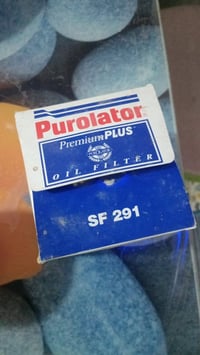 Purolator
PremiumPLUS
OIL FILTER
SF 291